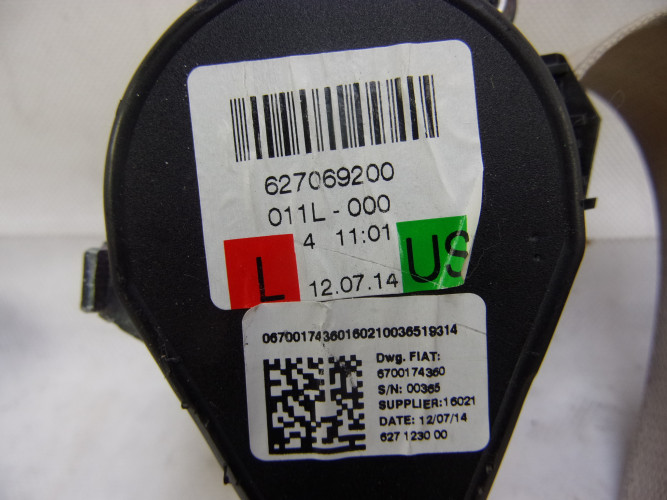 627069200
011L - 000
4 11:01
L 12.07.14 US
06700174360160210036519314
Dwg. FIAT:
6700174360
S/N: 00365
SUPPLIER:16021
DATE: 12/07/14
627 1230 00